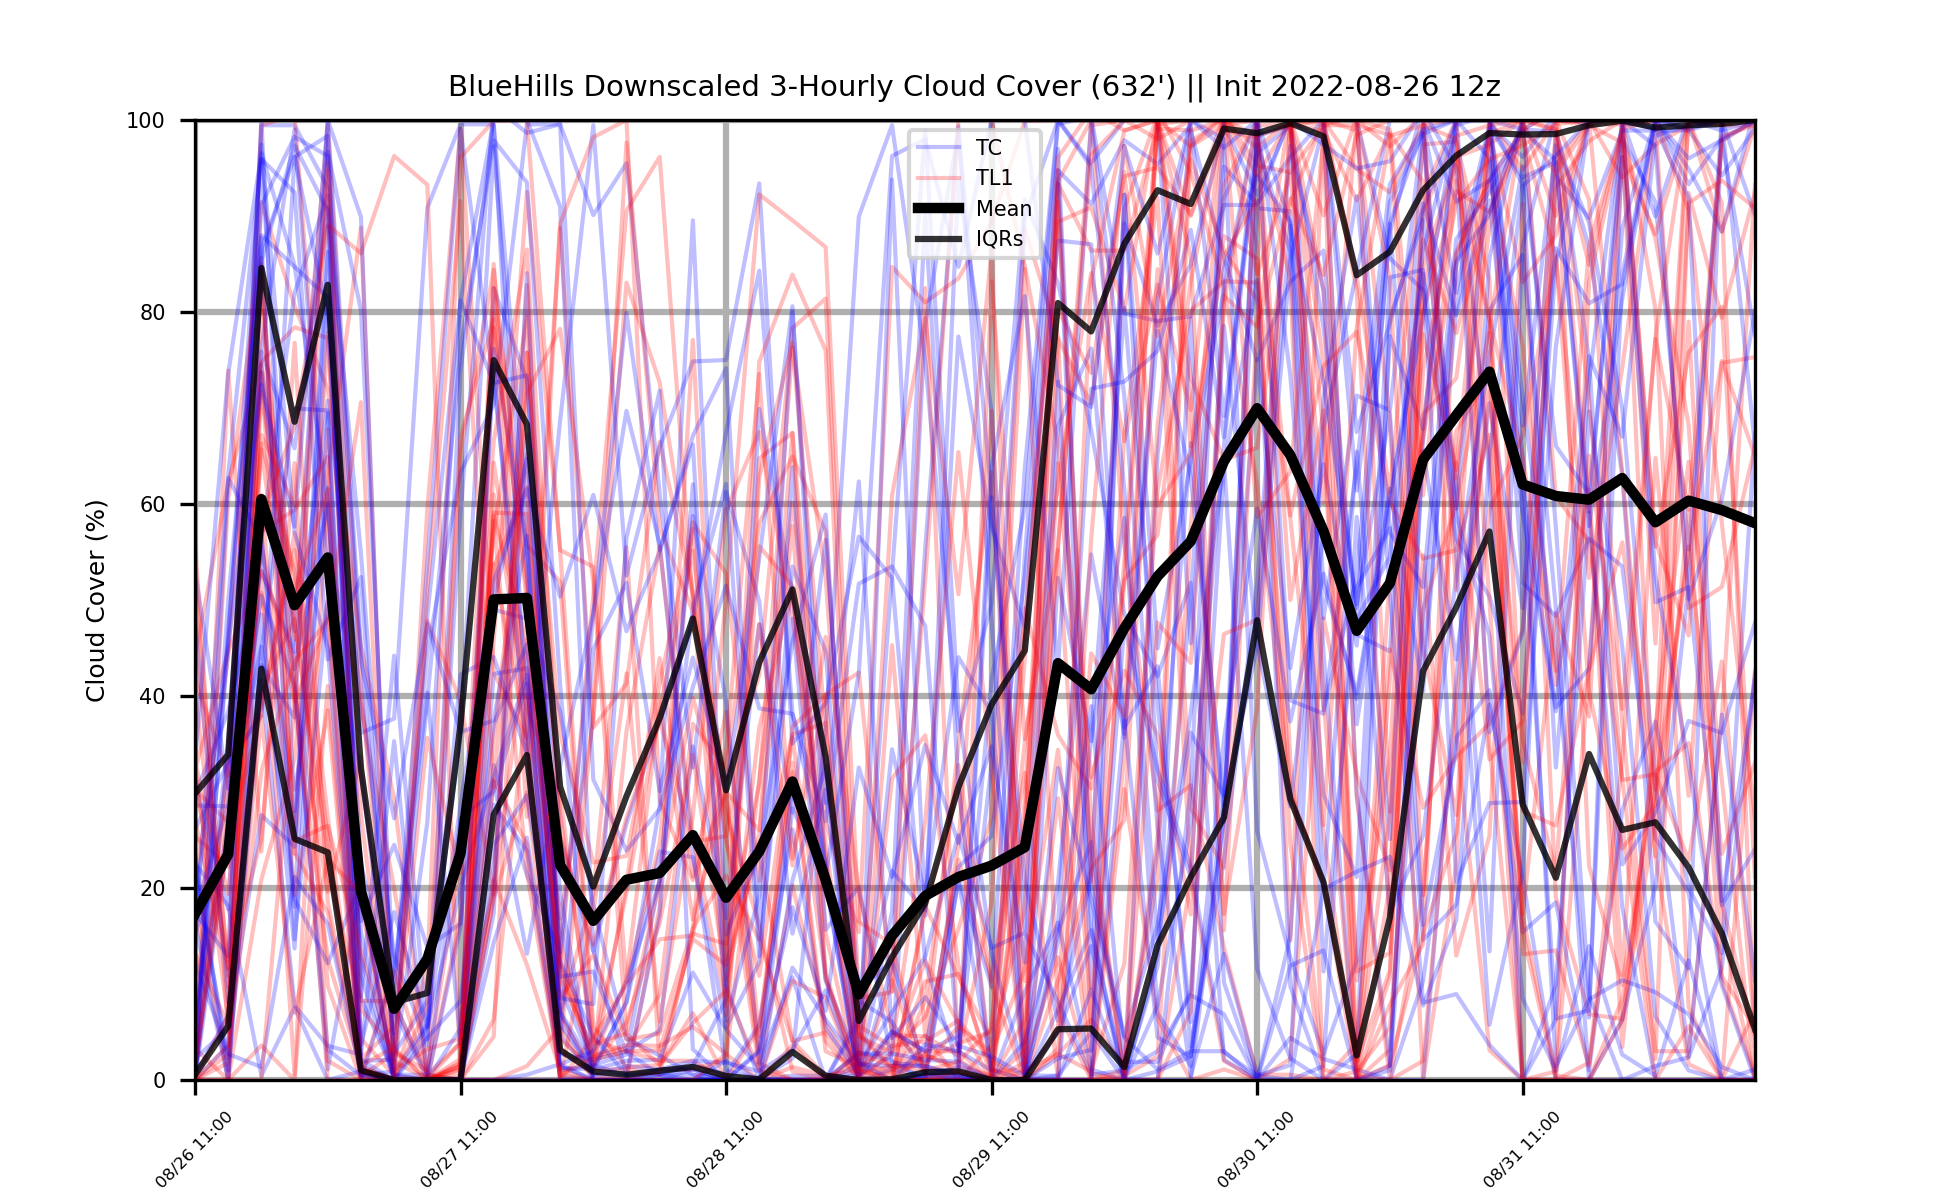 BlueHills Downscaled 3-Hourly Cloud Cover (632') || Init 2022-08-26 12z
TC
TL1
Mean
IQRs
Cloud Cover (%)
100
80
60
40
20
0
08/26 11:00
08/27 11:00
08/28 11:00
08/29 11:00
08/30 11:00
08/31 11:00